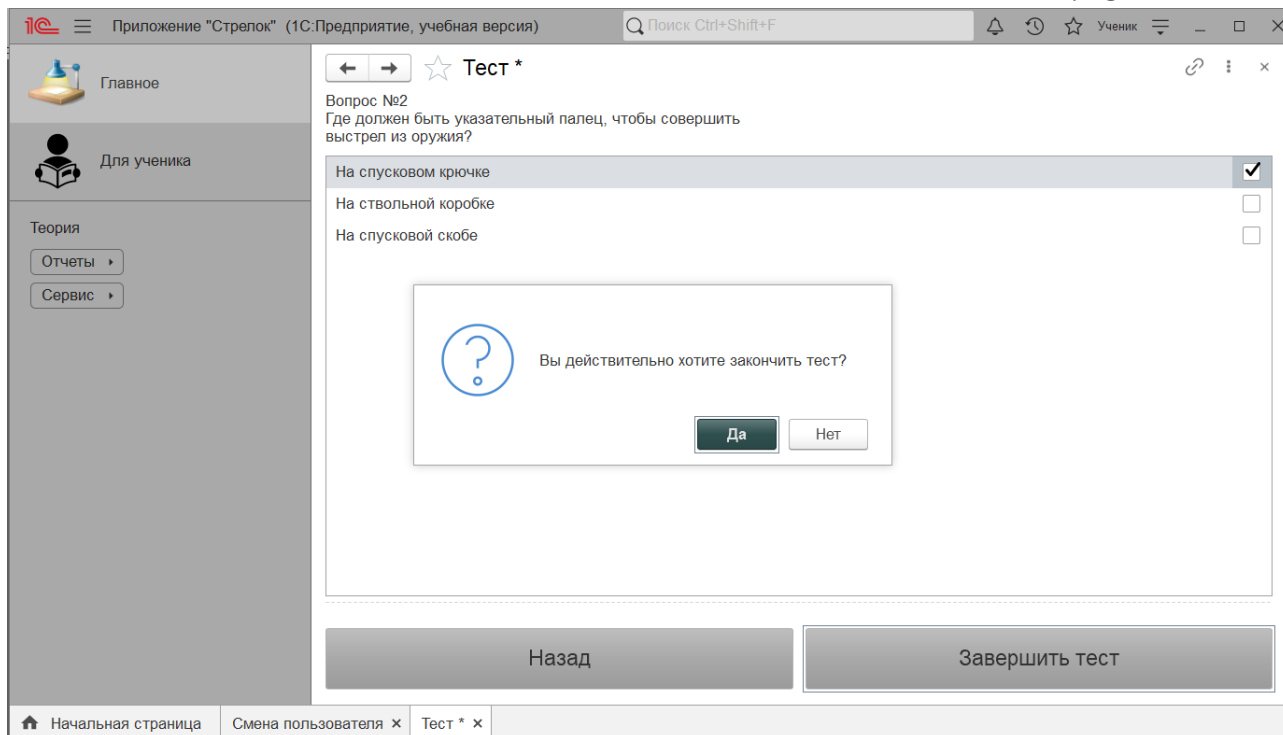 1С Приложение "Стрелок" (1С:Предприятие, учебная версия) Поиск Ctrl+Shift+F Ученик
Главное
Для ученика
Теория
Отчеты
Сервис
Тест *
Вопрос №2
Где должен быть указательный палец, чтобы совершить
выстрел из оружия?
На спусковом крючке
На ствольной коробке
На спусковой скобе
Вы действительно хотите закончить тест?
Да Нет
Назад Завершить тест
Начальная страница Смена пользователя × Тест * ×